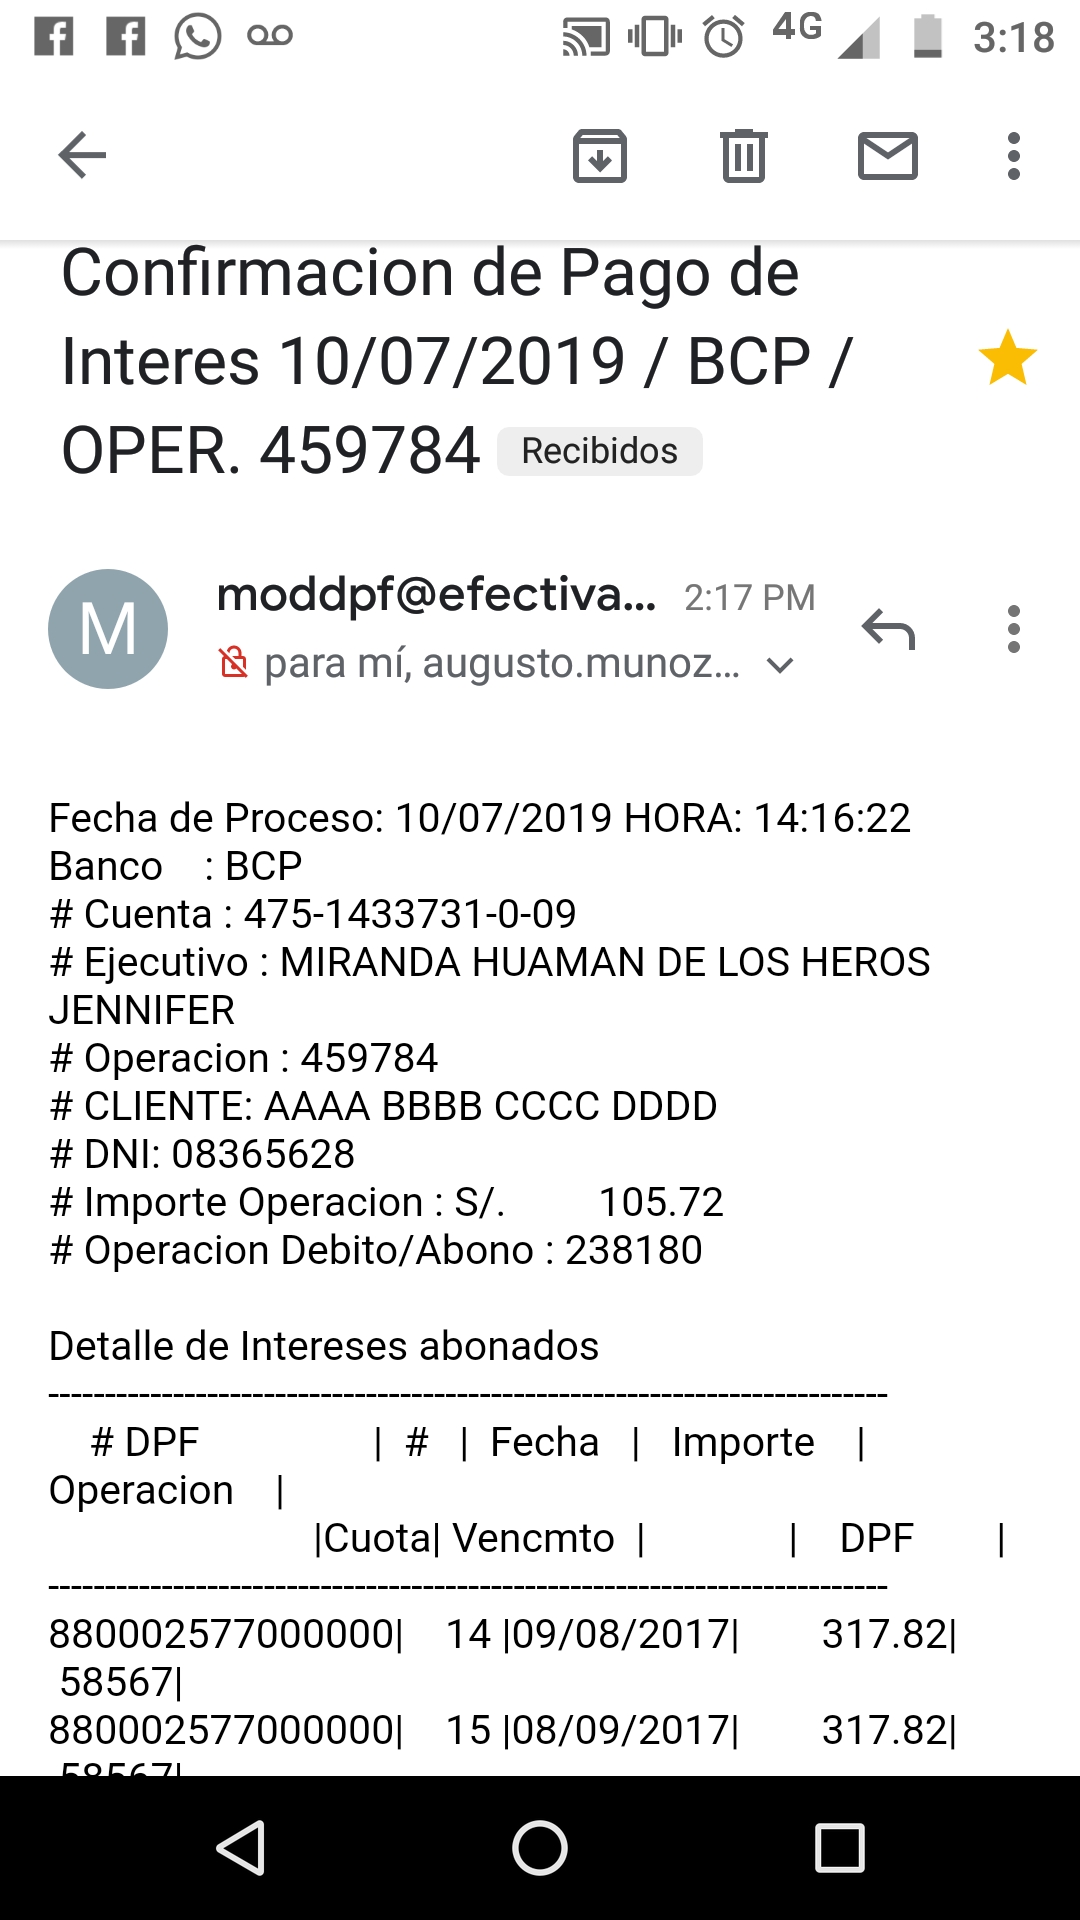 4G 3:18
Confirmacion de Pago de
Interes 10/07/2019 / BCP /
OPER. 459784 Recibidos
M
moddpf@efectiva... 2:17 PM
para mí, augusto.munoz...
Fecha de Proceso: 10/07/2019 HORA: 14:16:22
Banco : BCP
# Cuenta : 475-1433731-0-09
# Ejecutivo : MIRANDA HUAMAN DE LOS HEROS
JENNIFER
# Operacion : 459784
# CLIENTE: AAAA BBBB CCCC DDDD
# DNI: 08365628
# Importe Operacion : S/. 105.72
# Operacion Debito/Abono : 238180
Detalle de Intereses abonados
--------------------------------------------------------------------------
# DPF | # | Fecha | Importe |
Operacion |
|Cuota| Vencmto | | DPF |
--------------------------------------------------------------------------
880002577000000| 14 |09/08/2017| 317.82|
58567|
880002577000000| 15 |08/09/2017| 317.82|
58567|